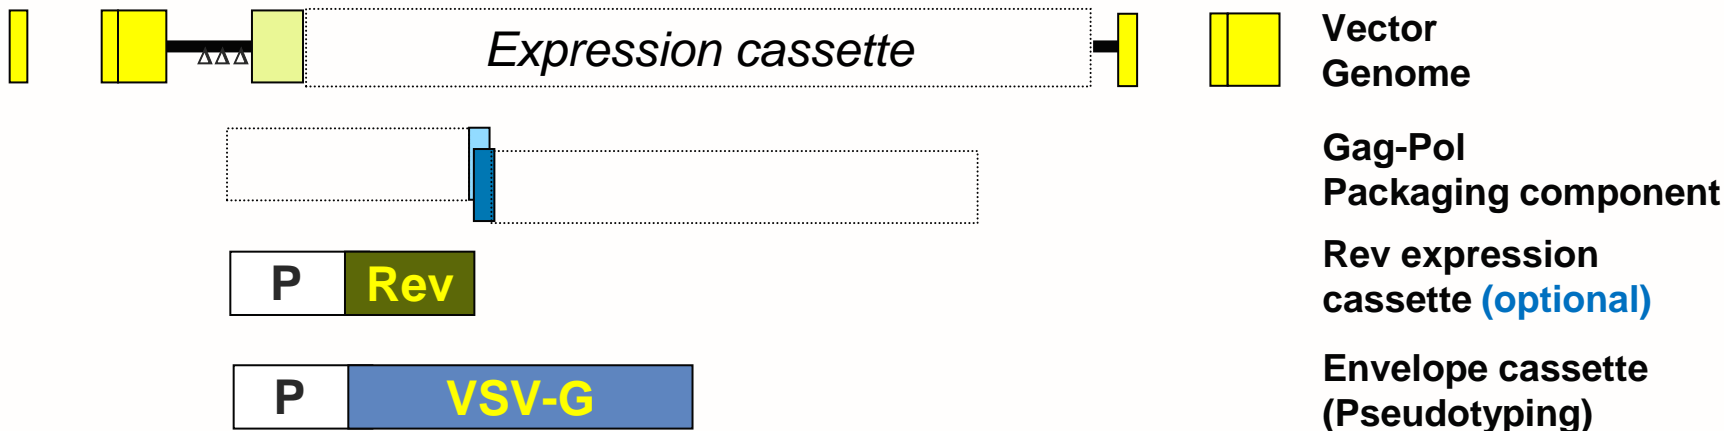 Expression cassette
Vector
Genome
Gag-Pol
Packaging component
P Rev
Rev expression
cassette (optional)
P VSV-G
Envelope cassette
(Pseudotyping)